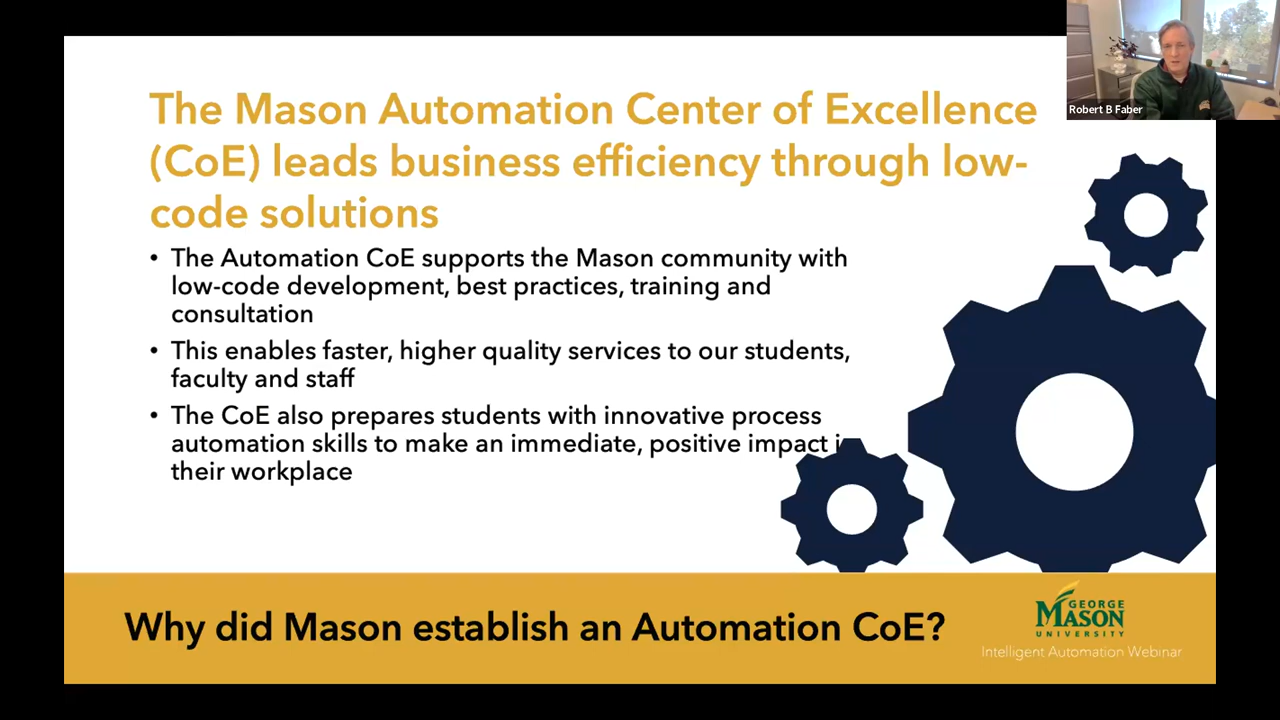 The Mason Automation Center of Excellence
(CoE) leads business efficiency through low-
code solutions
• The Automation CoE supports the Mason community with
low-code development, best practices, training and
consultation
• This enables faster, higher quality services to our students,
faculty and staff
• The CoE also prepares students with innovative process
automation skills to make an immediate, positive impact
their workplace
Why did Mason establish an Automation CoE?
GEORGE
MASON
UNIVERSITY
Intelligent Automation Webinar
Robert B Faber